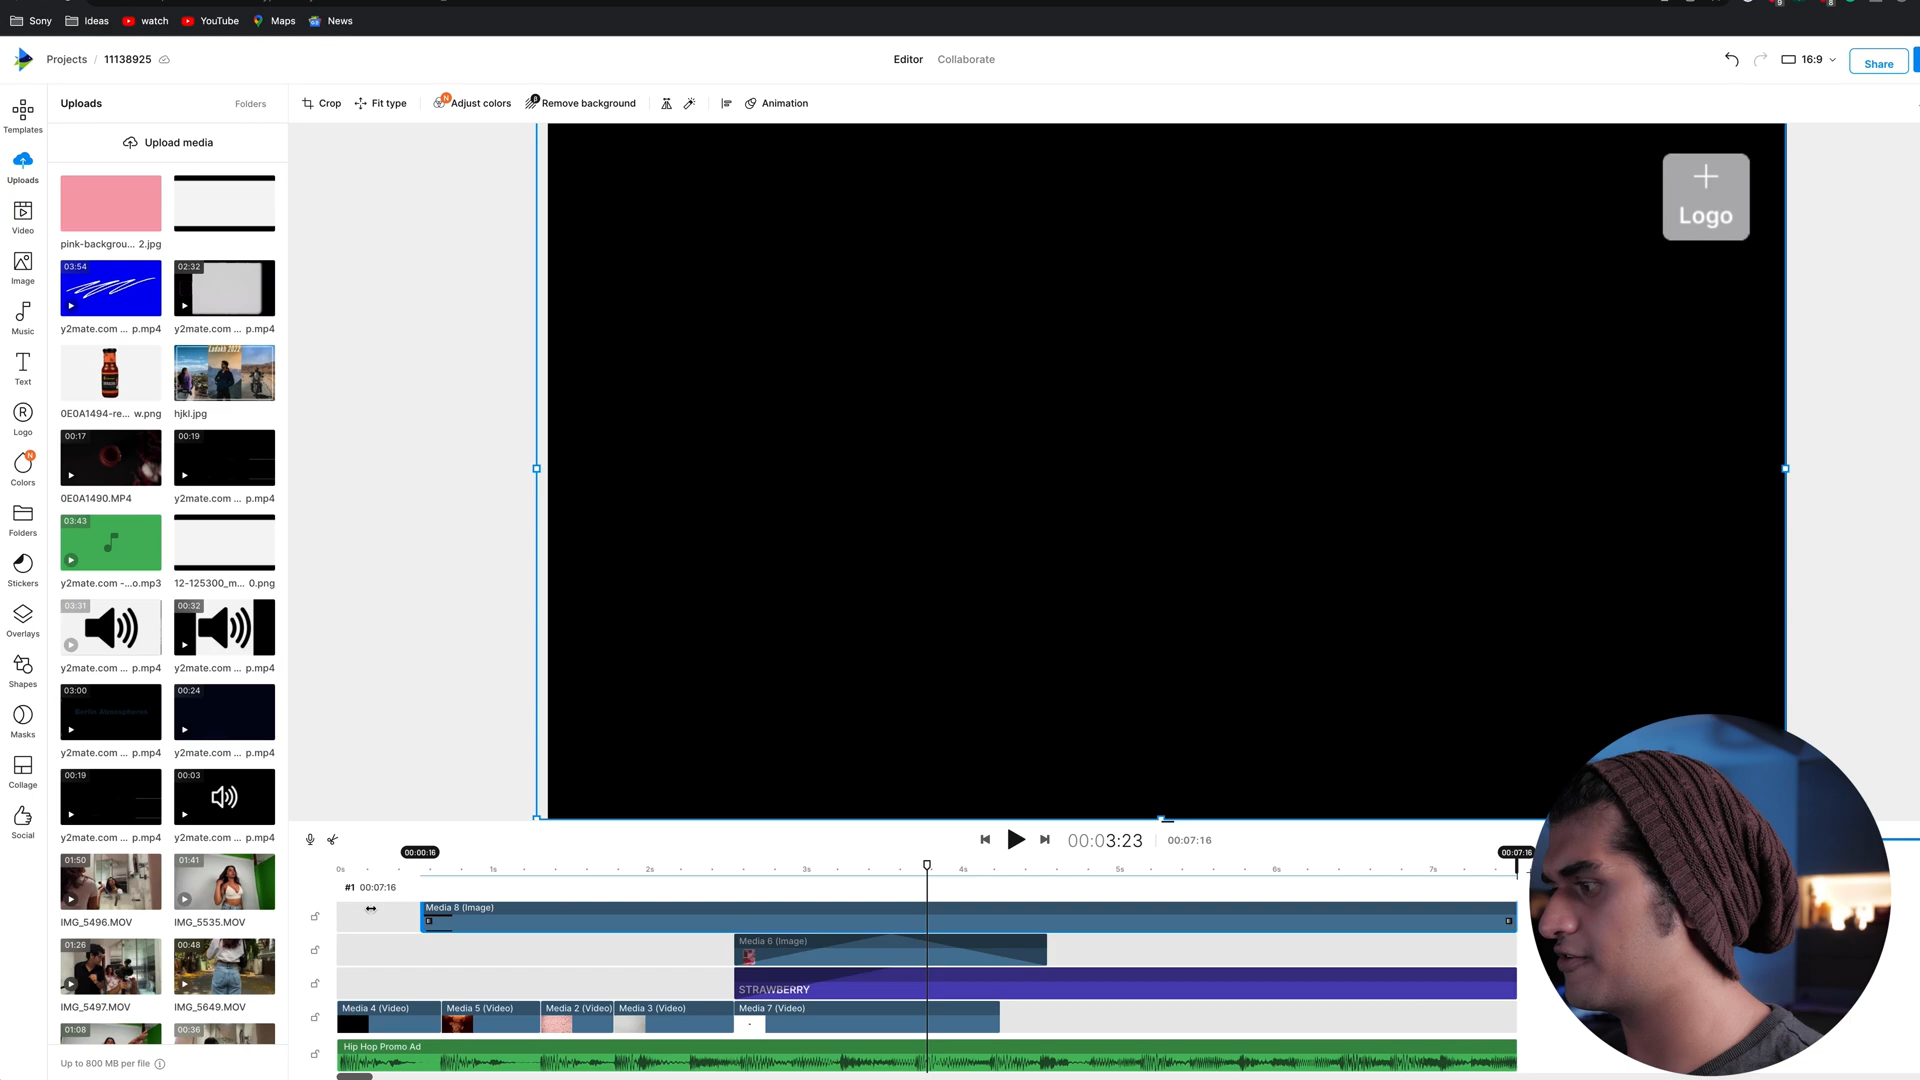 Sony
Ideas
watch
YouTube
Maps
News
Projects / 11138925
Editor
Collaborate
16:9
Share
Uploads
Folders
Crop
Fit type
Adjust colors
Remove background
Animation
Upload media
Templates
Uploads
Video
Image
Music
Text
Logo
Colors
Folders
Stickers
Overlays
Shapes
Masks
Collage
Social
pink-backgrou... 2.jpg
03:54
02:32
y2mate.com ... p.mp4
y2mate.com ... p.mp4
Ladakh 2022
0E0A1494-re... w.png
hjkl.jpg
00:17
00:19
0E0A1490.MP4
y2mate.com ... p.mp4
03:43
y2mate.com -...o.mp3
12-125300_m... 0.png
03:31
00:32
y2mate.com ... p.mp4
y2mate.com ... p.mp4
03:00
00:24
y2mate.com ... p.mp4
y2mate.com ... p.mp4
00:19
00:03
y2mate.com ... p.mp4
y2mate.com ... p.mp4
01:50
01:41
IMG_5496.MOV
IMG_5535.MOV
01:26
00:48
IMG_5497.MOV
IMG_5649.MOV
01:08
00:36
Up to 800 MB per file
+
Logo
00:03:23
00:07:16
00:00:16
00:07:16
0s
1s
2s
3s
4s
5s
6s
7s
#1 00:07:16
Media 8 (Image)
Media 6 (Image)
STRAWBERRY
Media 4 (Video)
Media 5 (Video)
Media 2 (Video)
Media 3 (Video)
Media 7 (Video)
Hip Hop Promo Ad